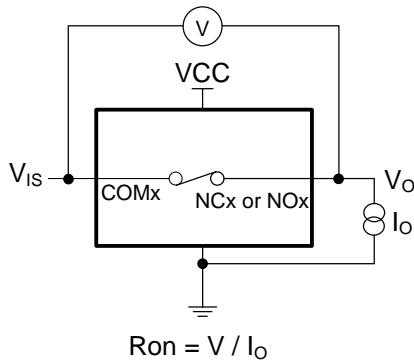 V
VCC
V_IS
COMx
NCx or NOx
V_O
I_O
Ron = V / I_O